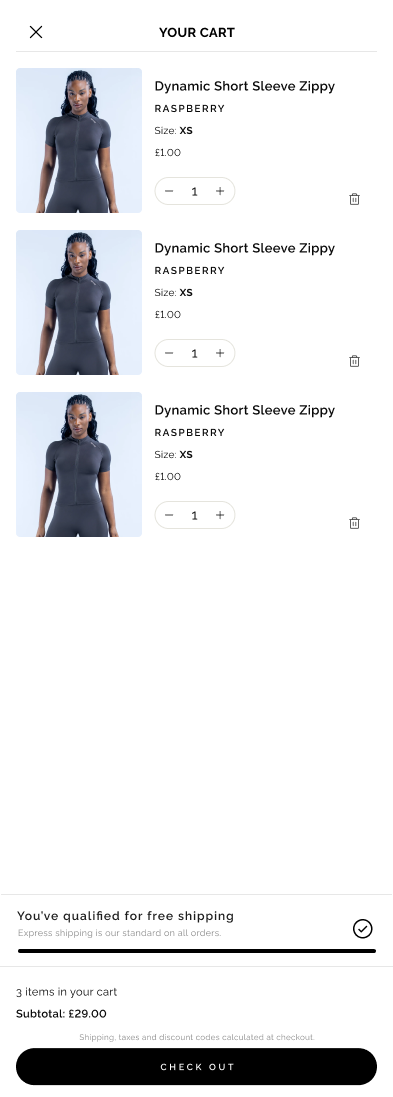 YOUR CART
Dynamic Short Sleeve Zippy
RASPBERRY
Size: XS
£1.00
1
Dynamic Short Sleeve Zippy
RASPBERRY
Size: XS
£1.00
1
Dynamic Short Sleeve Zippy
RASPBERRY
Size: XS
£1.00
1
You've qualified for free shipping
Express shipping is our standard on all orders.
3 items in your cart
Subtotal: £29.00
Shipping, taxes and discount codes calculated at checkout.
CHECK OUT